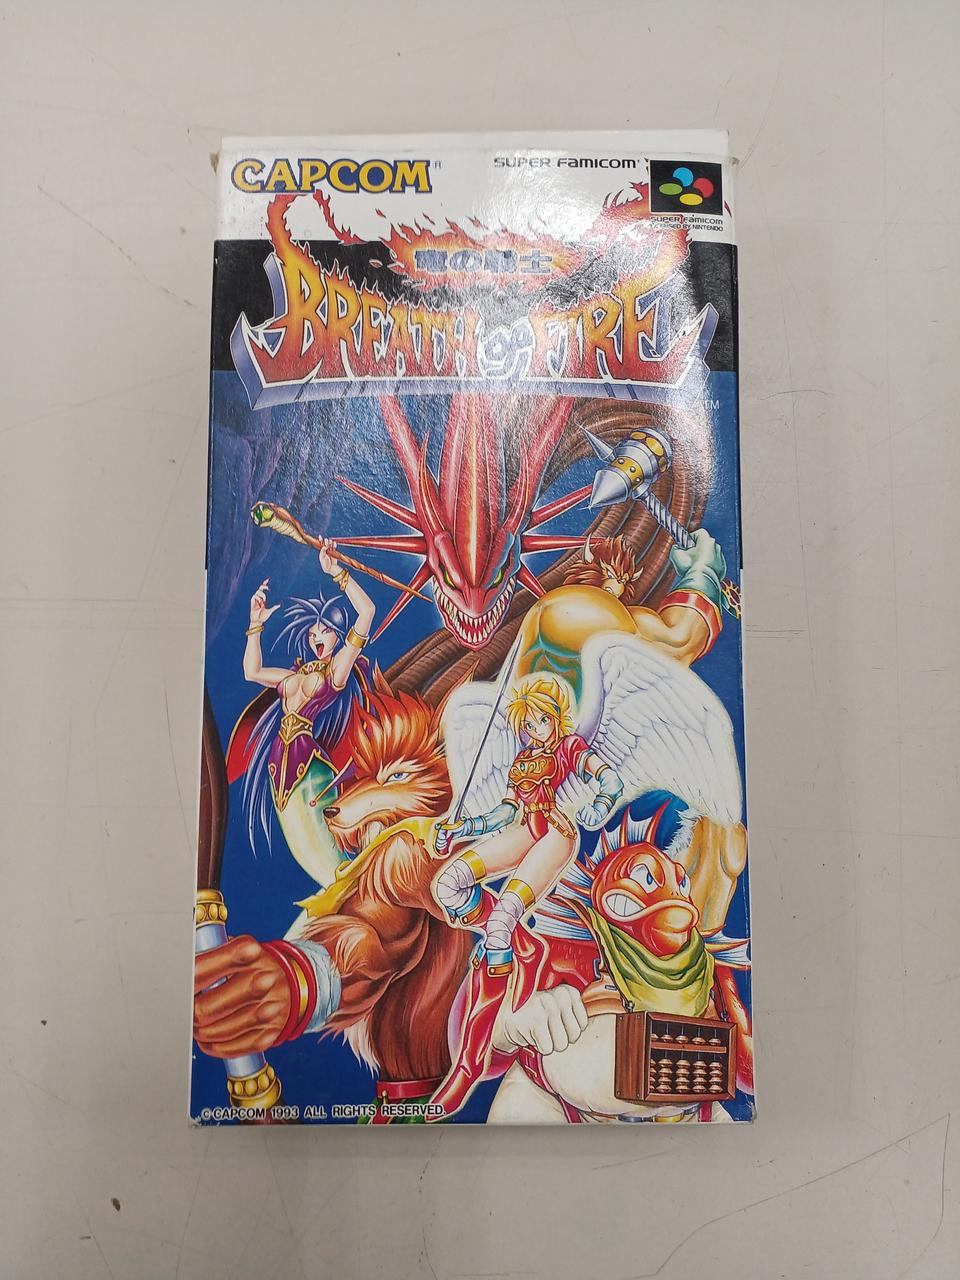 CAPCOM®
SUPER FAMICOM
SUPER FAMICOM
LICENSED BY NINTENDO
竜の戦士
BREATH OF FIRE
TM
© CAPCOM 1993 ALL RIGHTS RESERVED.